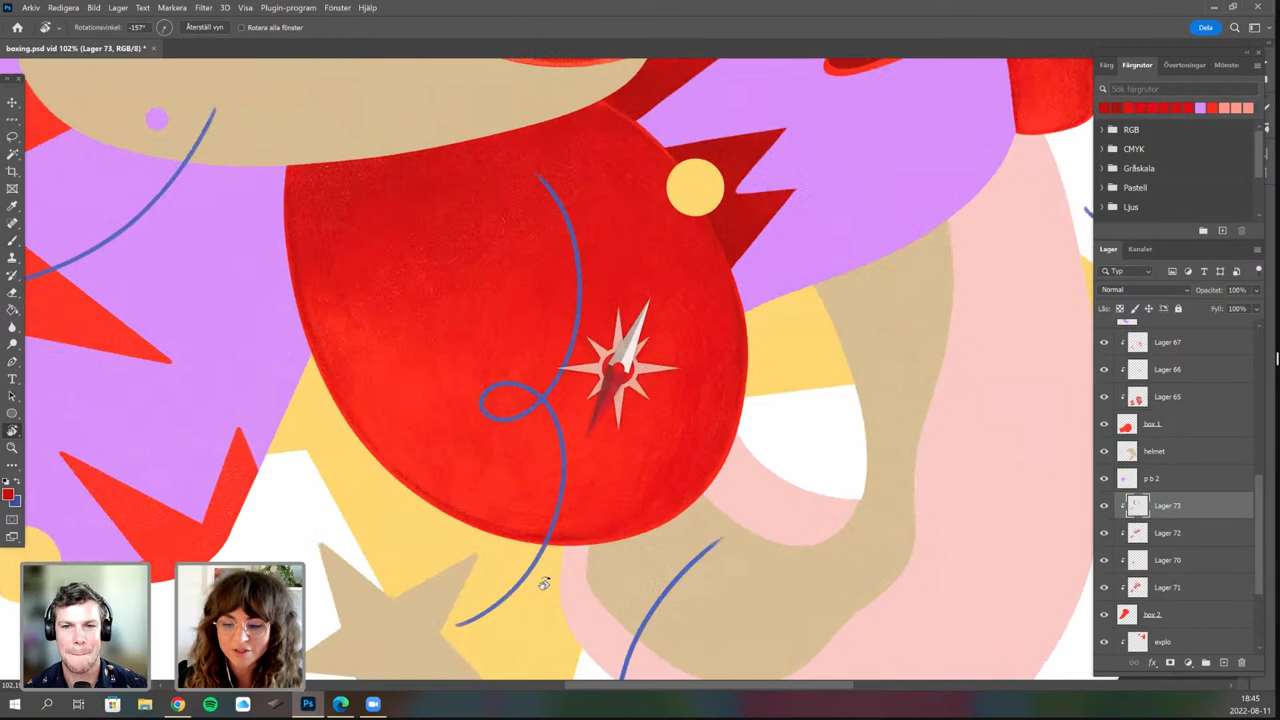 Arkiv Redigera Bild Lager Text Markera Filter 3D Visa Plugin-program Fönster Hjälp
Rotationsvinkel: -157° Återställ vyn Rotera alla fönster Dela
boxing.psd vid 102% (Lager 73, RGB/8) *
Färg Färgrutor Övertoningar Mönste
Sök färgrutor
RGB
CMYK
Gråskala
Pastell
Ljus
Lager Kanaler
Typ
Normal Opacitet: 100%
Lås: Fyll: 100%
Lager 67
Lager 66
Lager 65
box 1
helmet
p b 2
Lager 73
Lager 72
Lager 70
Lager 71
box 2
explo
18:45
2022-08-11